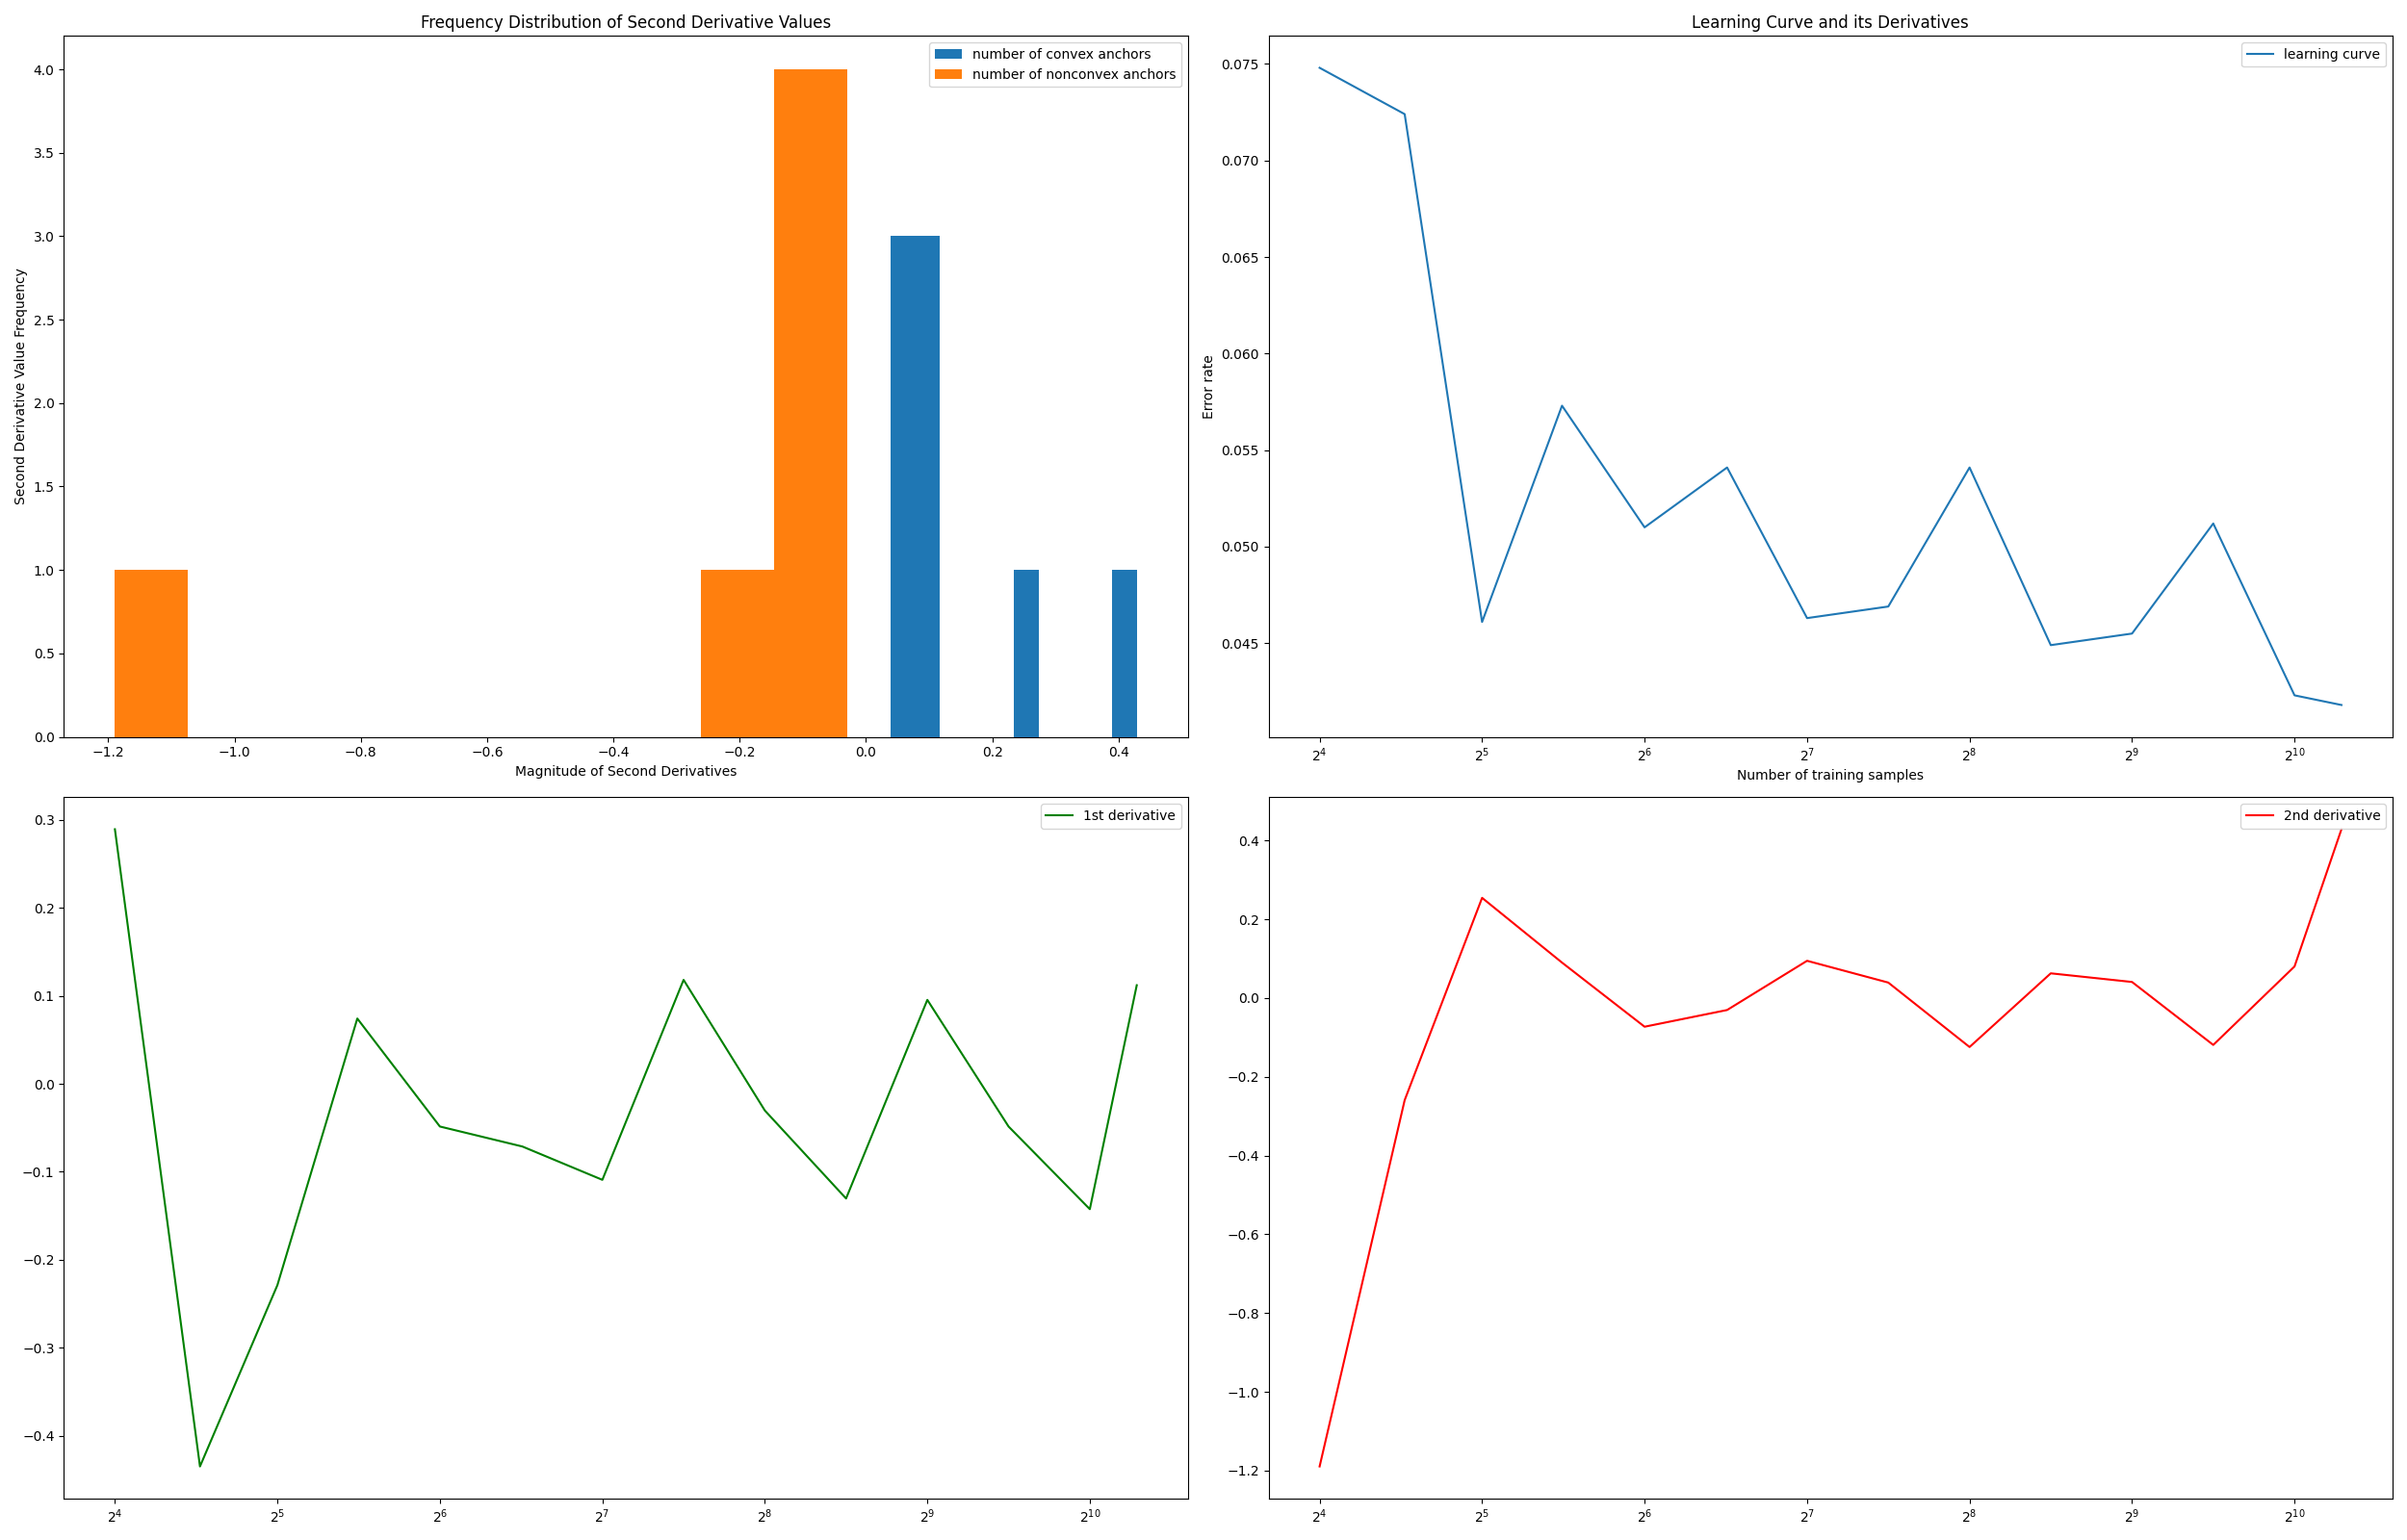 Frequency Distribution of Second Derivative Values
number of convex anchors
number of nonconvex anchors
4.0
3.5
3.0
2.5
2.0
1.5
1.0
0.5
0.0
Second Derivative Value Frequency
−1.2 −1.0 −0.8 −0.6 −0.4 −0.2 0.0 0.2 0.4
Magnitude of Second Derivatives
Learning Curve and its Derivatives
learning curve
0.075
0.070
0.065
0.060
0.055
0.050
0.045
Error rate
2⁴ 2⁵ 2⁶ 2⁷ 2⁸ 2⁹ 2¹⁰
Number of training samples
1st derivative
0.3
0.2
0.1
0.0
−0.1
−0.2
−0.3
−0.4
2⁴ 2⁵ 2⁶ 2⁷ 2⁸ 2⁹ 2¹⁰
2nd derivative
0.4
0.2
0.0
−0.2
−0.4
−0.6
−0.8
−1.0
−1.2
2⁴ 2⁵ 2⁶ 2⁷ 2⁸ 2⁹ 2¹⁰